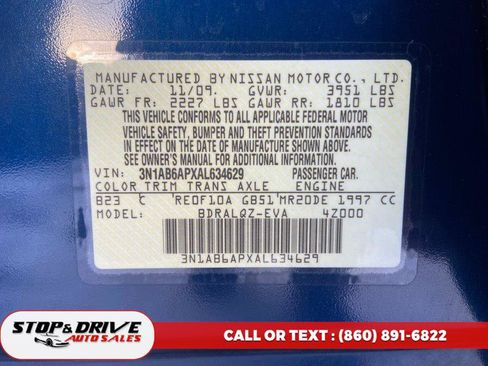 MANUFACTURED BY NISSAN MOTOR CO., LTD.
DATE: 11/09. GVWR: 3951 LBS
GAWR FR: 2227 LBS GAWR RR: 1810 LBS
THIS VEHICLE CONFORMS TO ALL APPLICABLE FEDERAL MOTOR
VEHICLE SAFETY, BUMPER AND THEFT PREVENTION STANDARDS
IN EFFECT ON THE DATE OF MANUFACTURE SHOWN ABOVE.
SEE OWNER'S MANUAL FOR ADDITIONAL INFORMATION.
VIN: 3N1AB6APXAL634629 PASSENGER CAR.
COLOR TRIM TRANS AXLE ENGINE
B23 C RE0F10A GB51 MR20DE 1997 CC
MODEL: BDRALQZ-EVA 4Z000
3N1AB6APXAL634629
STOP&DRIVE
AUTO SALES
CALL OR TEXT : (860) 891-6822